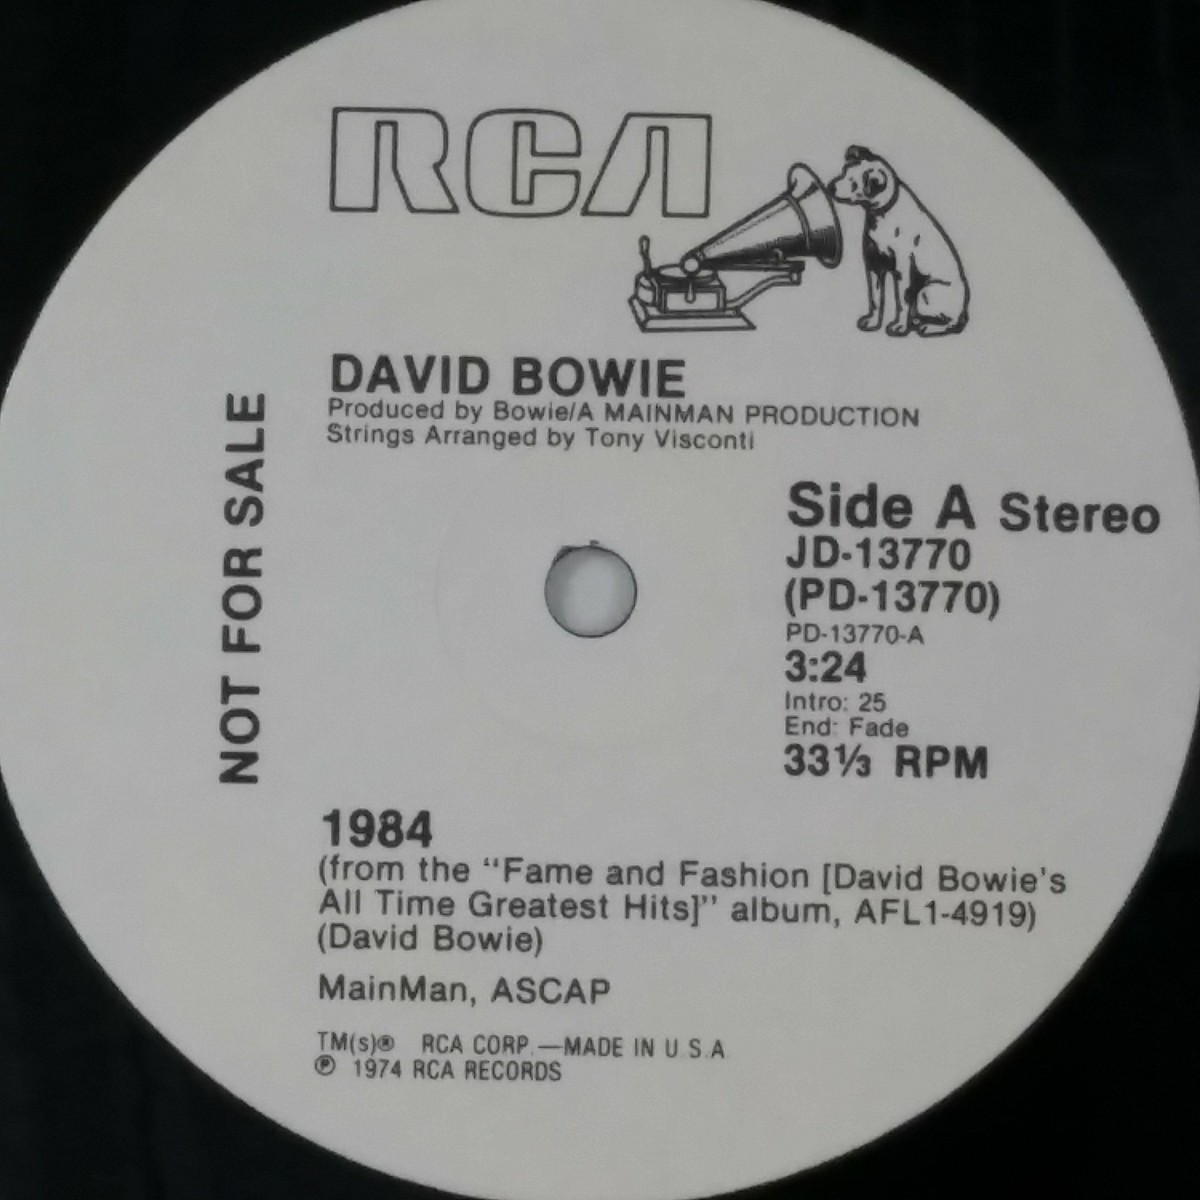 RCA
DAVID BOWIE
Produced by Bowie/A MAINMAN PRODUCTION
Strings Arranged by Tony Visconti
NOT FOR SALE
Side A Stereo
JD-13770
(PD-13770)
PD-13770-A
3:24
Intro: 25
End: Fade
33⅓ RPM
1984
(from the “Fame and Fashion [David Bowie's
All Time Greatest Hits]” album, AFL1-4919)
(David Bowie)
MainMan, ASCAP
TM(s)® RCA CORP.—MADE IN U.S.A.
℗ 1974 RCA RECORDS